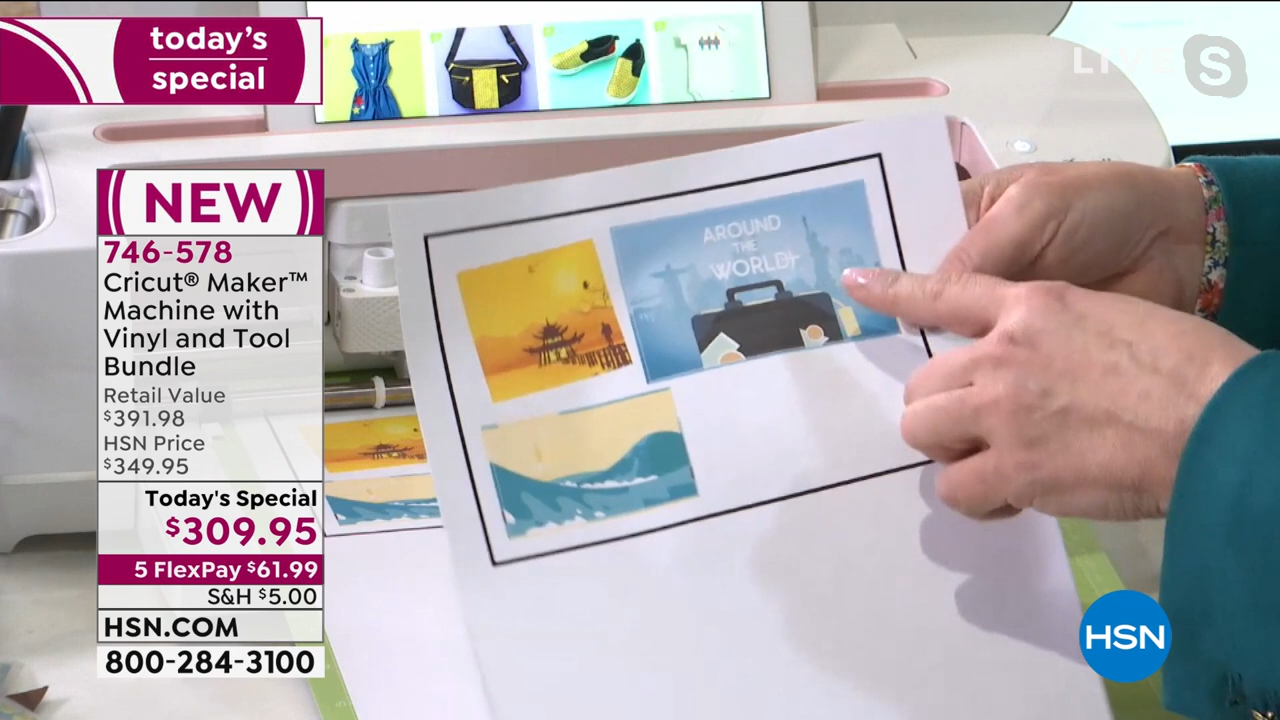 today's
special
LIVE
S
NEW
746-578
Cricut® Maker™
Machine with
Vinyl and Tool
Bundle
Retail Value
$391.98
HSN Price
$349.95
Today's Special
$309.95
5 FlexPay $61.99
S&H $5.00
HSN.COM
800-284-3100
AROUND
THE
WORLD
HSN